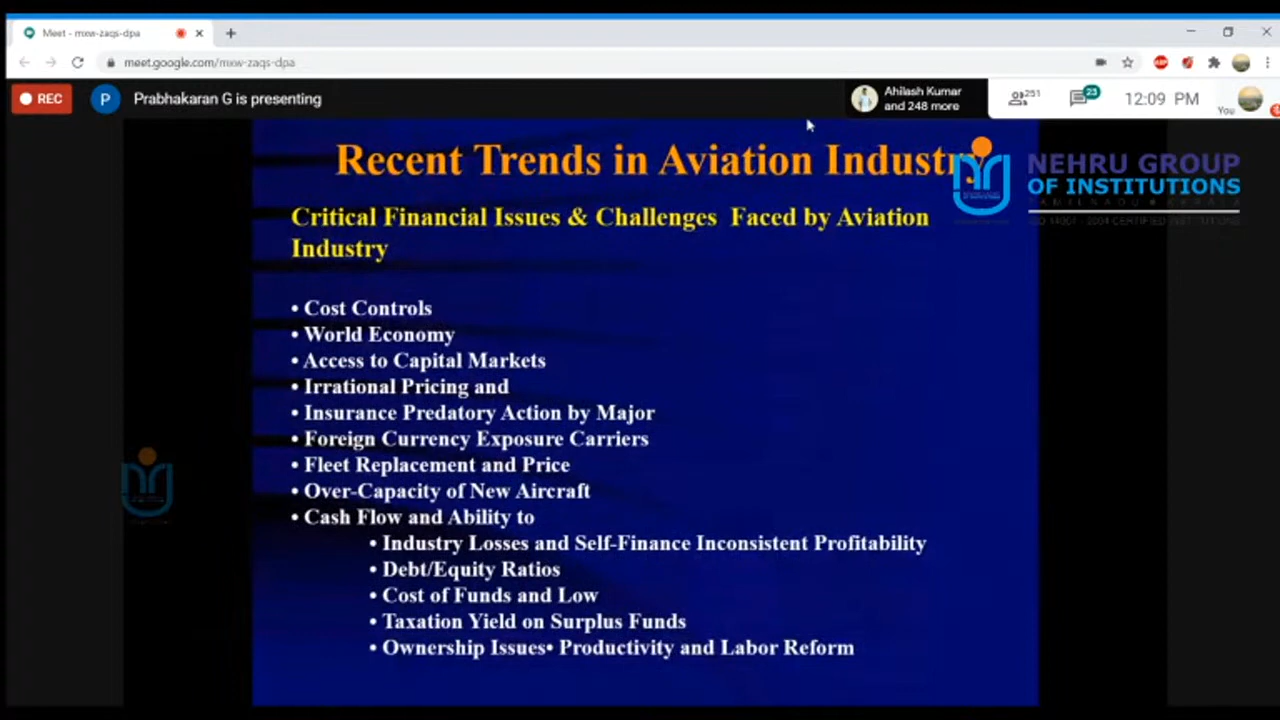 Meet - mxw-zaqs-dpa
meet.google.com/mxw-zaqs-dpa
REC
P
Prabhakaran G is presenting
Ahilash Kumar
and 248 more
251
23
12:09 PM
You
Recent Trends in Aviation Industry
NEHRU GROUP
OF INSTITUTIONS
TAMILNADU KERALA
Critical Financial Issues & Challenges Faced by Aviation
Industry
• Cost Controls
• World Economy
• Access to Capital Markets
• Irrational Pricing and
• Insurance Predatory Action by Major
• Foreign Currency Exposure Carriers
• Fleet Replacement and Price
• Over-Capacity of New Aircraft
• Cash Flow and Ability to
• Industry Losses and Self-Finance Inconsistent Profitability
• Debt/Equity Ratios
• Cost of Funds and Low
• Taxation Yield on Surplus Funds
• Ownership Issues• Productivity and Labor Reform